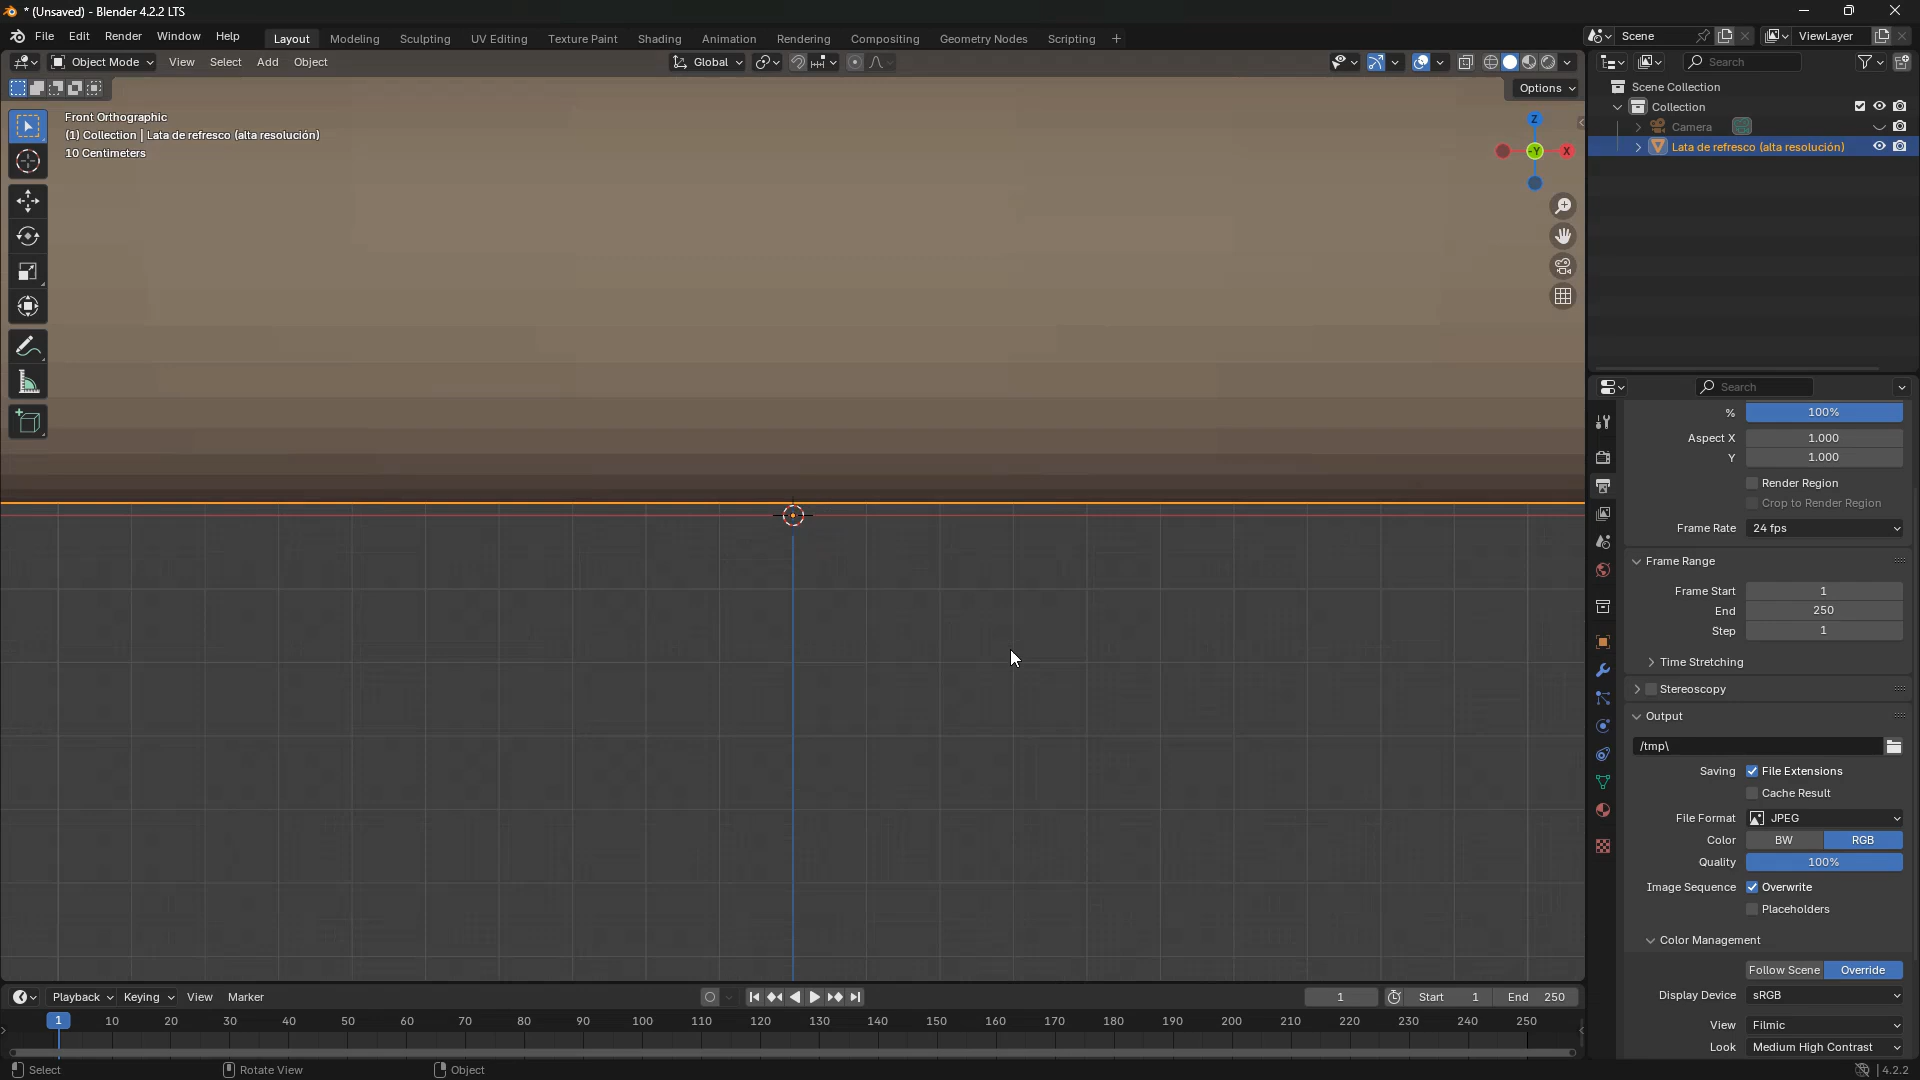 * (Unsaved) - Blender 4.2.2 LTS
File Edit Render Window Help Layout Modeling Sculpting UV Editing Texture Paint Shading Animation Rendering Compositing Geometry Nodes Scripting + Scene ViewLayer
Object Mode View Select Add Object Global Search
Options
Front Orthographic
(1) Collection | Lata de refresco (alta resolución)
10 Centimeters
Z
-Y X
Scene Collection
Collection
Camera
Lata de refresco (alta resolución)
Search
% 100%
Aspect X 1.000
Y 1.000
Render Region
Crop to Render Region
Frame Rate 24 fps
Frame Range
Frame Start 1
End 250
Step 1
Time Stretching
Stereoscopy
Output
/tmp\
Saving File Extensions
Cache Result
File Format JPEG
Color BW RGB
Quality 100%
Image Sequence Overwrite
Placeholders
Color Management
Follow Scene Override
Display Device sRGB
View Filmic
Look Medium High Contrast
Playback Keying View Marker 1 Start 1 End 250
1 10 20 30 40 50 60 70 80 90 100 110 120 130 140 150 160 170 180 190 200 210 220 230 240 250
Select Rotate View Object 4.2.2